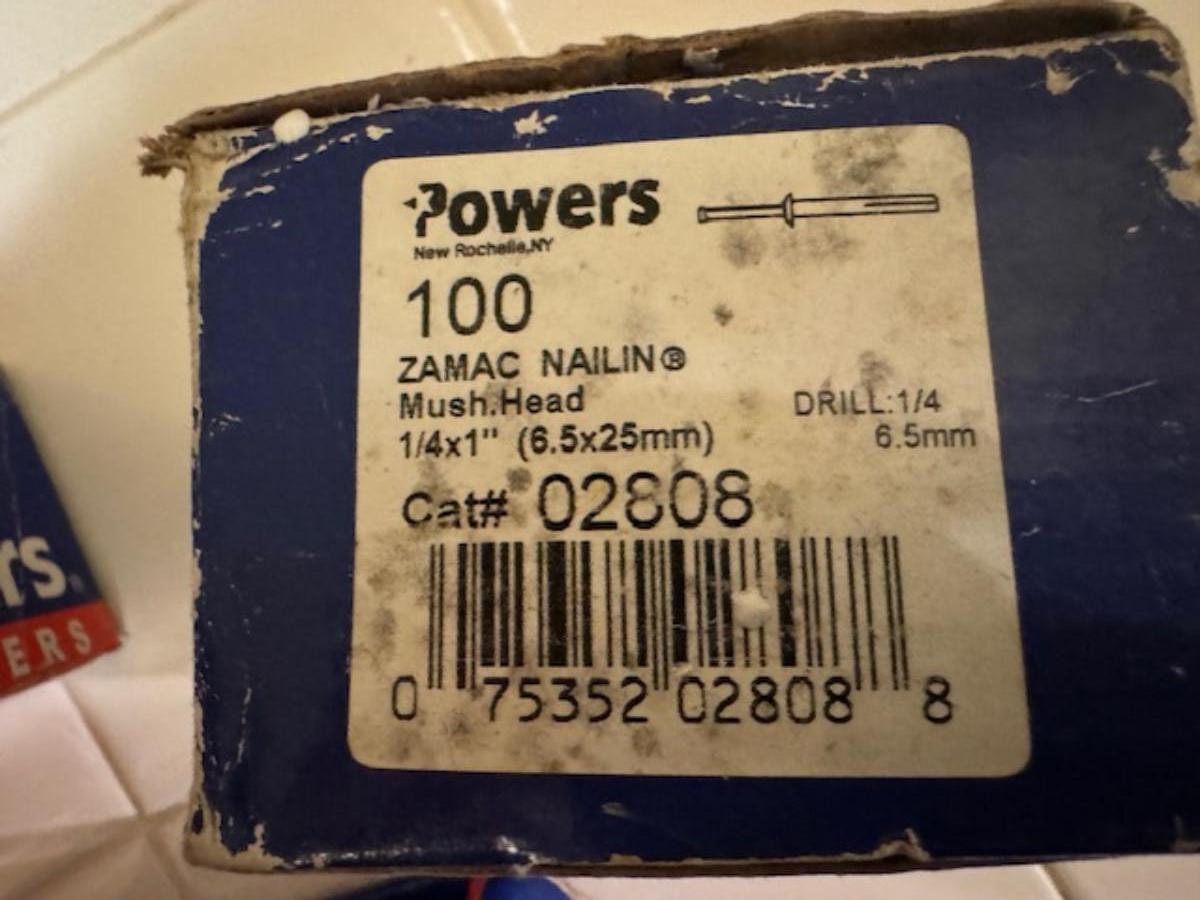 Powers
New Rochelle,NY
100
ZAMAC NAILIN®
Mush.Head DRILL:1/4
1/4x1" (6.5x25mm) 6.5mm
Cat# 02808
0 75352 02808 8
rs.
ERS